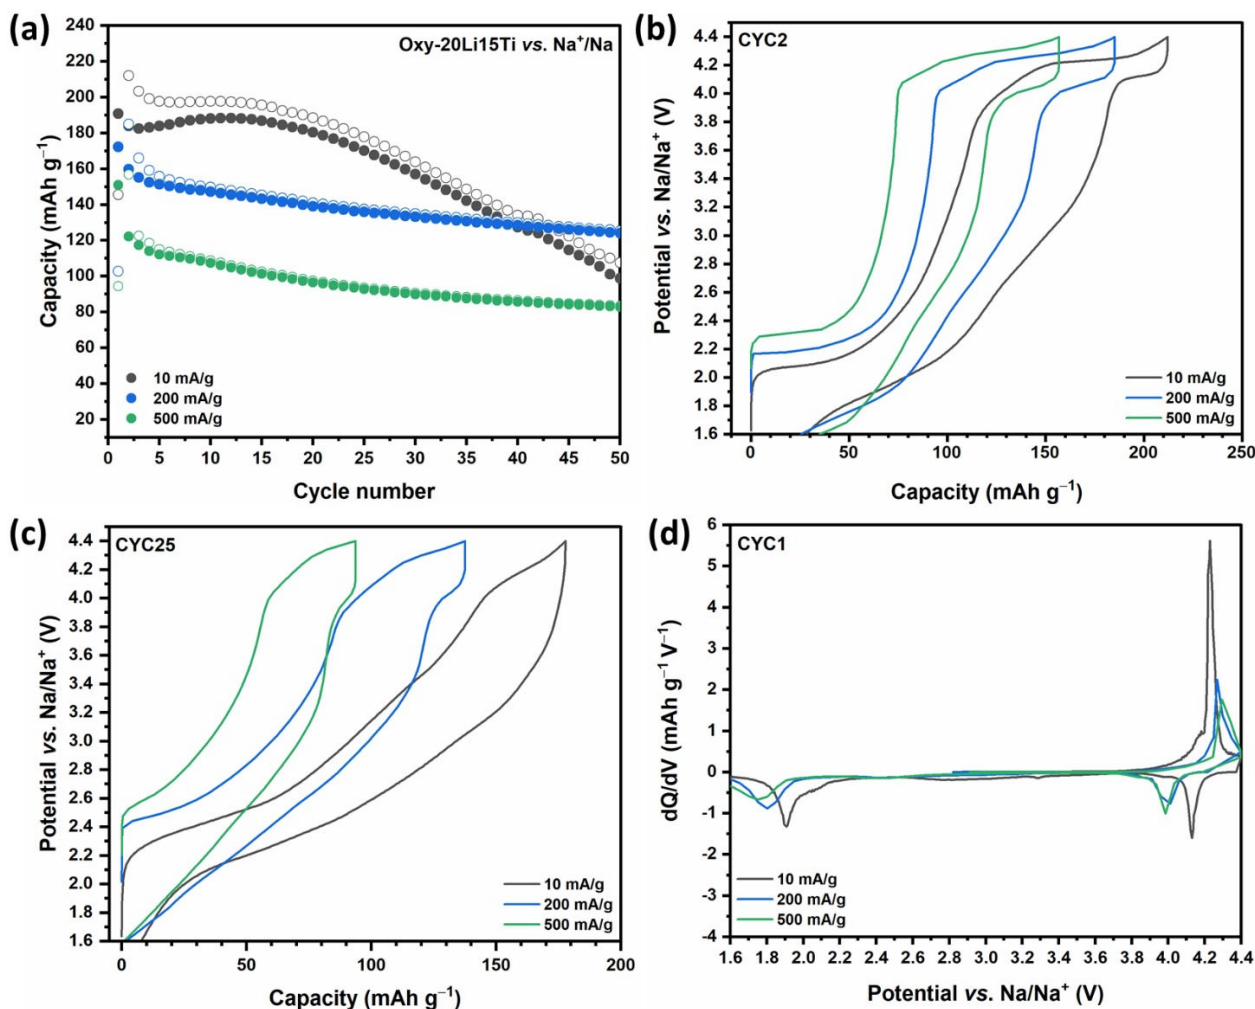 (a)
Oxy-20Li15Ti vs. Na⁺/Na
Capacity (mAh g⁻¹)
240
220
200
180
160
140
120
100
80
60
40
20
10 mA/g
200 mA/g
500 mA/g
0 5 10 15 20 25 30 35 40 45 50
Cycle number
(b)
CYC2
Potential vs. Na/Na⁺ (V)
4.4
4.2
4.0
3.8
3.6
3.4
3.2
3.0
2.8
2.6
2.4
2.2
2.0
1.8
1.6
10 mA/g
200 mA/g
500 mA/g
0 50 100 150 200 250
Capacity (mAh g⁻¹)
(c)
CYC25
Potential vs. Na/Na⁺ (V)
4.4
4.2
4.0
3.8
3.6
3.4
3.2
3.0
2.8
2.6
2.4
2.2
2.0
1.8
1.6
10 mA/g
200 mA/g
500 mA/g
0 50 100 150 200
Capacity (mAh g⁻¹)
(d)
CYC1
dQ/dV (mAh g⁻¹ V⁻¹)
6
5
4
3
2
1
0
-1
-2
-3
-4
10 mA/g
200 mA/g
500 mA/g
1.6 1.8 2.0 2.2 2.4 2.6 2.8 3.0 3.2 3.4 3.6 3.8 4.0 4.2 4.4
Potential vs. Na/Na⁺ (V)